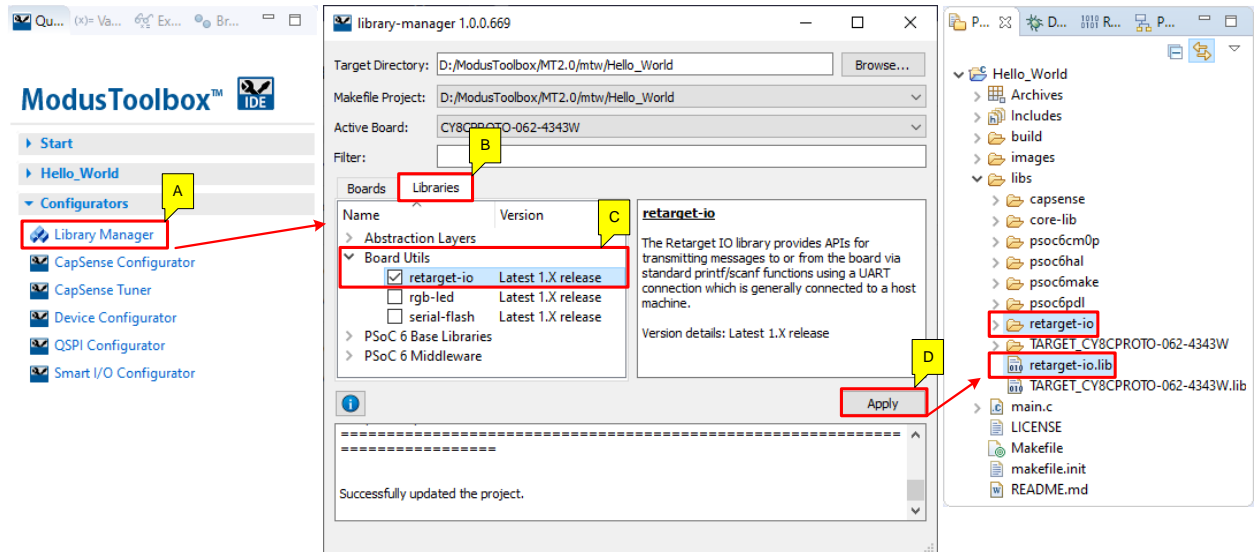 Qu...
(x)= Va...
Ex...
Br...
ModusToolbox™
IDE
Start
Hello_World
Configurators
A
Library Manager
CapSense Configurator
CapSense Tuner
Device Configurator
QSPI Configurator
Smart I/O Configurator
library-manager 1.0.0.669
Target Directory: D:/ModusToolbox/MT2.0/mtw/Hello_World Browse...
Makefile Project: D:/ModusToolbox/MT2.0/mtw/Hello_World
Active Board: CY8CPROTO-062-4343W
B
Filter:
Boards Libraries
Name Version
C
Abstraction Layers
Board Utils
retarget-io Latest 1.X release
rgb-led Latest 1.X release
serial-flash Latest 1.X release
PSoC 6 Base Libraries
PSoC 6 Middleware
retarget-io
The Retarget IO library provides APIs for
transmitting messages to or from the board via
standard printf/scanf functions using a UART
connection which is generally connected to a host
machine.
Version details: Latest 1.X release
D
Apply
Successfully updated the project.
P...
D...
1010 R...
P...
Hello_World
Archives
Includes
build
images
libs
capsense
core-lib
psoc6cm0p
psoc6hal
psoc6make
psoc6pdl
retarget-io
TARGET_CY8CPROTO-062-4343W
retarget-io.lib
TARGET_CY8CPROTO-062-4343W.lib
main.c
LICENSE
Makefile
makefile.init
README.md